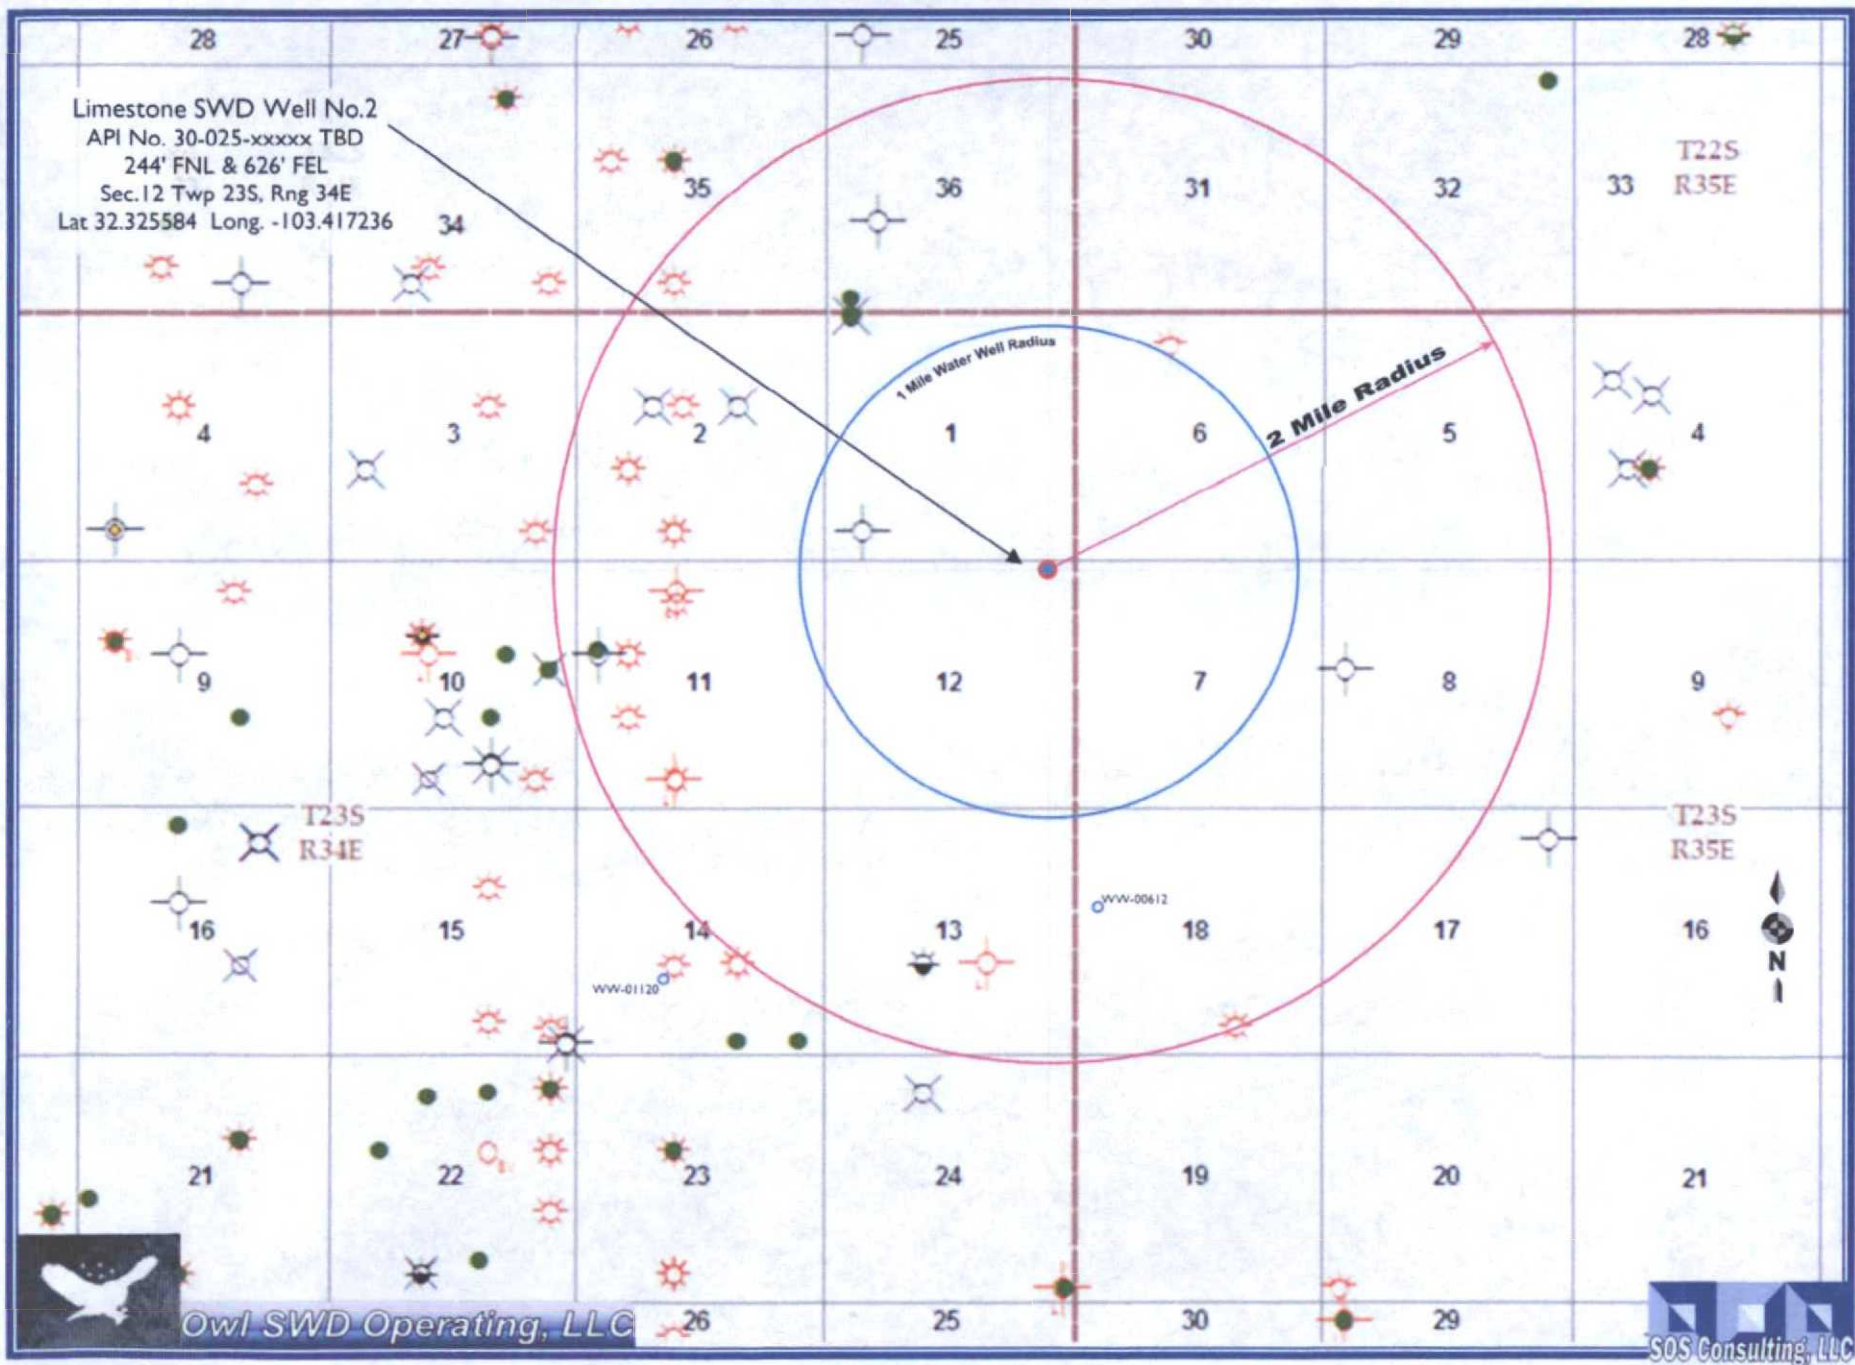 28 27 26 25 30 29 28
Limestone SWD Well No.2
API No. 30-025-xxxxx TBD
244' FNL & 626' FEL
Sec.12 Twp 23S, Rng 34E
Lat 32.325584 Long. -103.417236
T22S
R35E
34 35 36 31 32 33
1 Mile Water Well Radius
2 Mile Radius
4 3 2 1 6 5 4
9 10 11 12 7 8 9
T23S
R34E
T23S
R35E
WW-00612
16 15 14 13 18 17 16
N
WW-01120
21 22 23 24 19 20 21
26 25 30 29
Owl SWD Operating, LLC
SOS Consulting, LLC